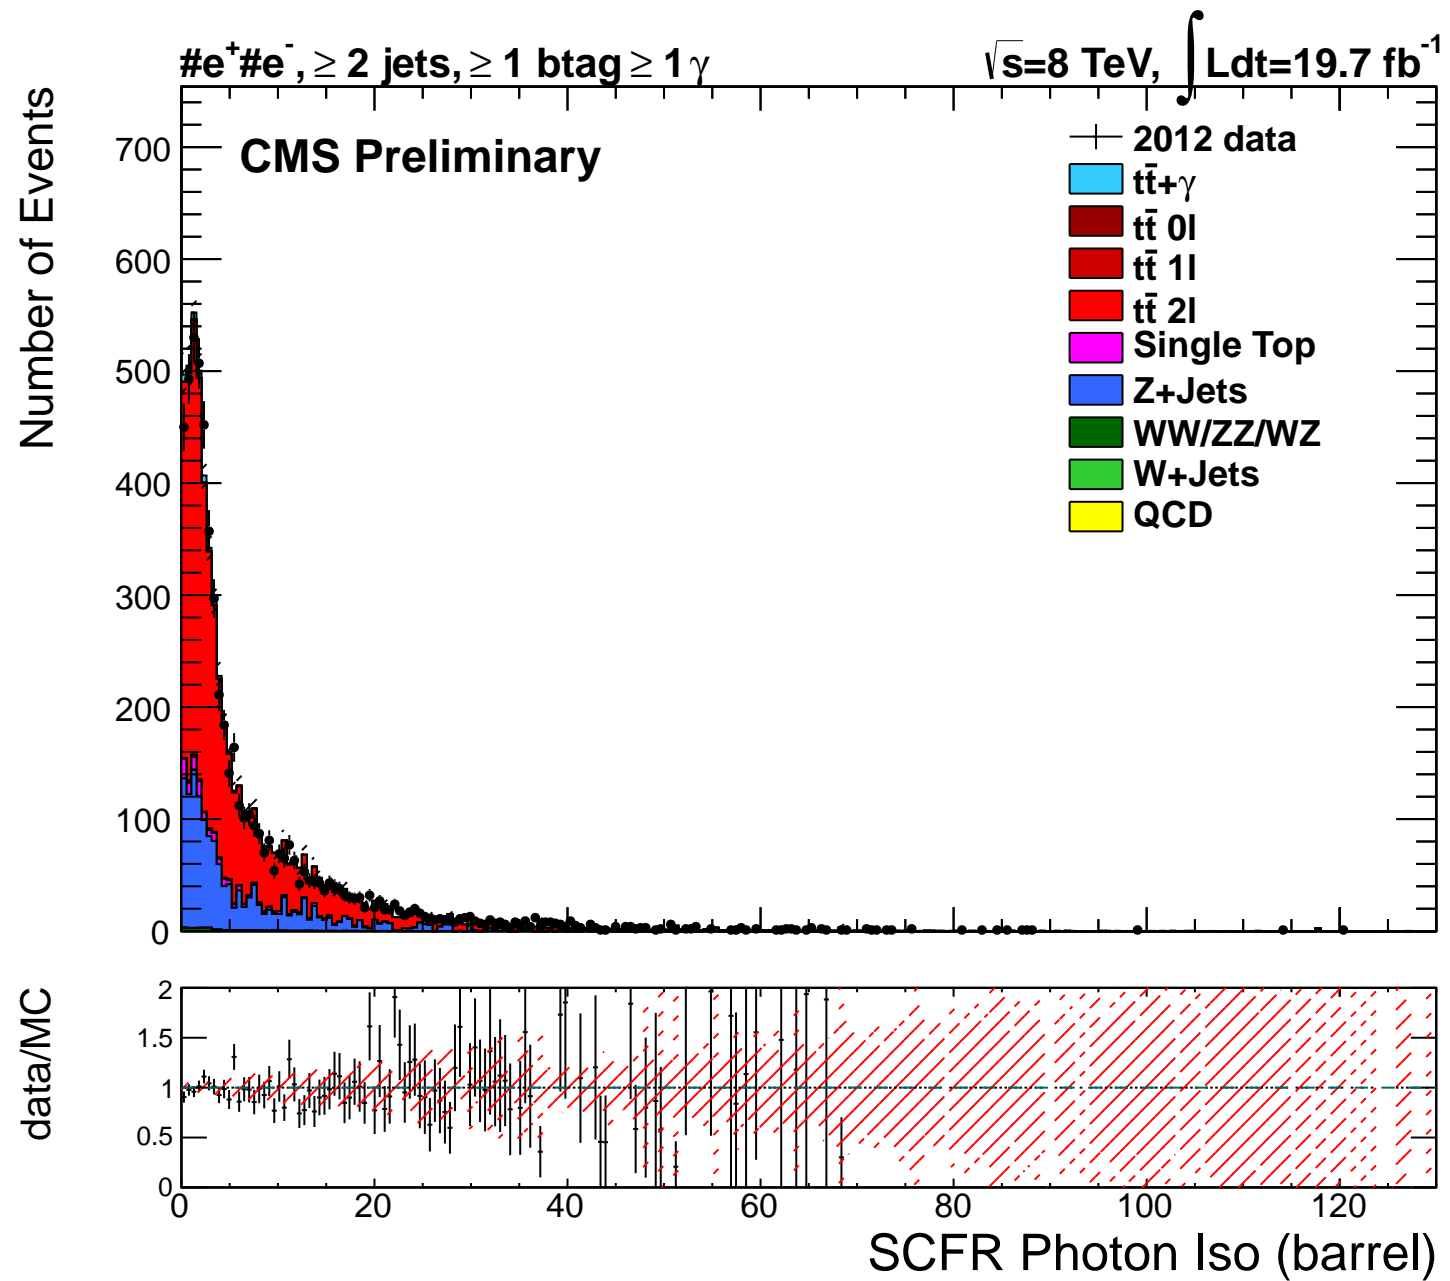 #e⁺#e⁻, ≥ 2 jets, ≥ 1 btag ≥ 1 γ
√s=8 TeV, ∫Ldt=19.7 fb⁻¹
CMS Preliminary
2012 data
tt̄+γ
tt̄ 0l
tt̄ 1l
tt̄ 2l
Single Top
Z+Jets
WW/ZZ/WZ
W+Jets
QCD
Number of Events
700
600
500
400
300
200
100
0
data/MC
2
1.5
1
0.5
0
0 20 40 60 80 100 120
SCFR Photon Iso (barrel)